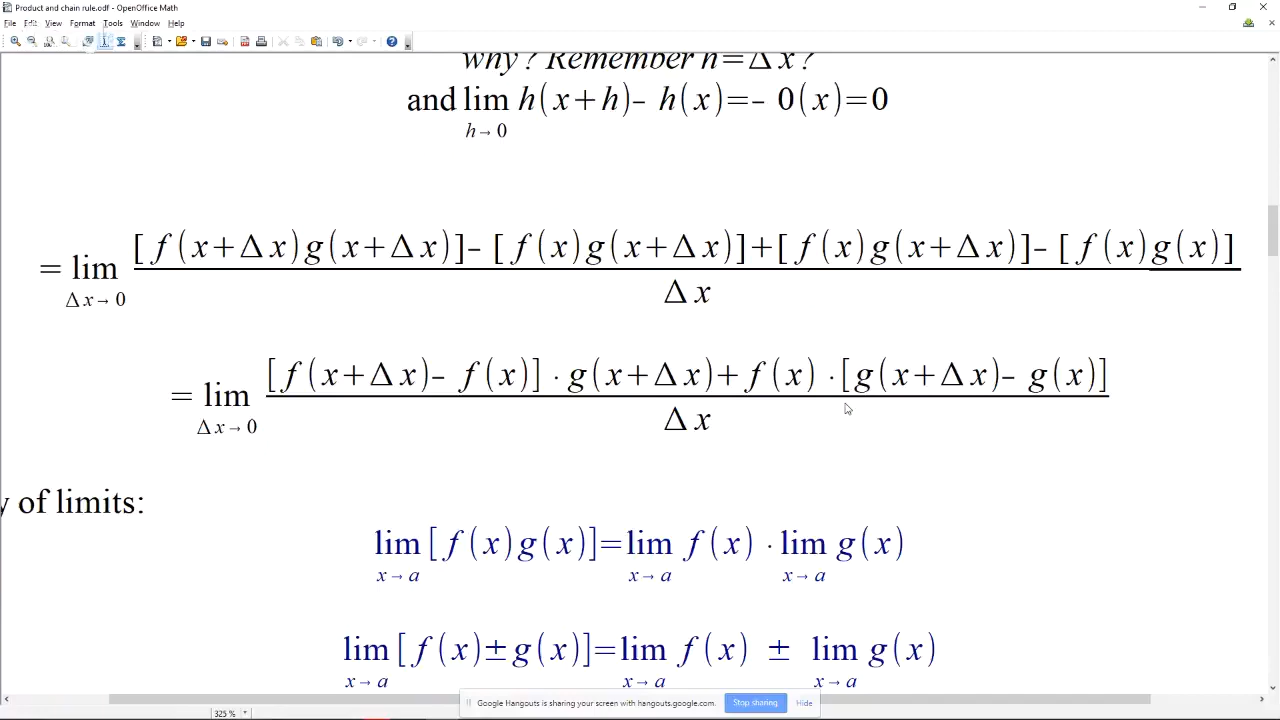 Product and chain rule.odf - OpenOffice Math
File Edit View Format Tools Window Help
why? Remember h=Δx?
and lim h(x+h)– h(x)=– 0(x)=0
h→0
= lim [f(x+Δx)g(x+Δx)]–[f(x)g(x+Δx)]+[f(x)g(x+Δx)]–[f(x)g(x)]
Δx→0 Δx
= lim [f(x+Δx)– f(x)]·g(x+Δx)+f(x)·[g(x+Δx)– g(x)]
Δx→0 Δx
y of limits:
lim [f(x)g(x)]=lim f(x)·lim g(x)
x→a x→a x→a
lim [f(x)±g(x)]=lim f(x) ± lim g(x)
x→a x→a x→a
Google Hangouts is sharing your screen with hangouts.google.com. Stop sharing Hide
325 %